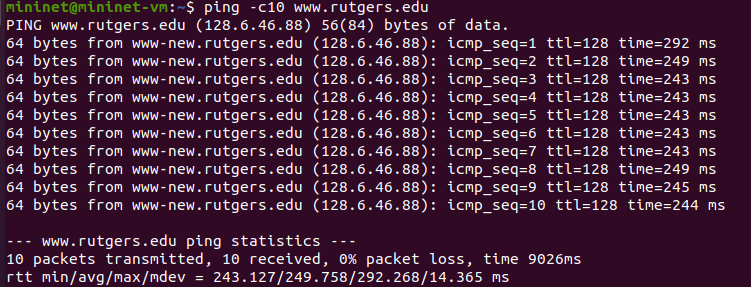 mininet@mininet-vm:~$ ping -c10 www.rutgers.edu
PING www.rutgers.edu (128.6.46.88) 56(84) bytes of data.
64 bytes from www-new.rutgers.edu (128.6.46.88): icmp_seq=1 ttl=128 time=292 ms
64 bytes from www-new.rutgers.edu (128.6.46.88): icmp_seq=2 ttl=128 time=249 ms
64 bytes from www-new.rutgers.edu (128.6.46.88): icmp_seq=3 ttl=128 time=243 ms
64 bytes from www-new.rutgers.edu (128.6.46.88): icmp_seq=4 ttl=128 time=243 ms
64 bytes from www-new.rutgers.edu (128.6.46.88): icmp_seq=5 ttl=128 time=243 ms
64 bytes from www-new.rutgers.edu (128.6.46.88): icmp_seq=6 ttl=128 time=243 ms
64 bytes from www-new.rutgers.edu (128.6.46.88): icmp_seq=7 ttl=128 time=243 ms
64 bytes from www-new.rutgers.edu (128.6.46.88): icmp_seq=8 ttl=128 time=249 ms
64 bytes from www-new.rutgers.edu (128.6.46.88): icmp_seq=9 ttl=128 time=245 ms
64 bytes from www-new.rutgers.edu (128.6.46.88): icmp_seq=10 ttl=128 time=244 ms
--- www.rutgers.edu ping statistics ---
10 packets transmitted, 10 received, 0% packet loss, time 9026ms
rtt min/avg/max/mdev = 243.127/249.758/292.268/14.365 ms